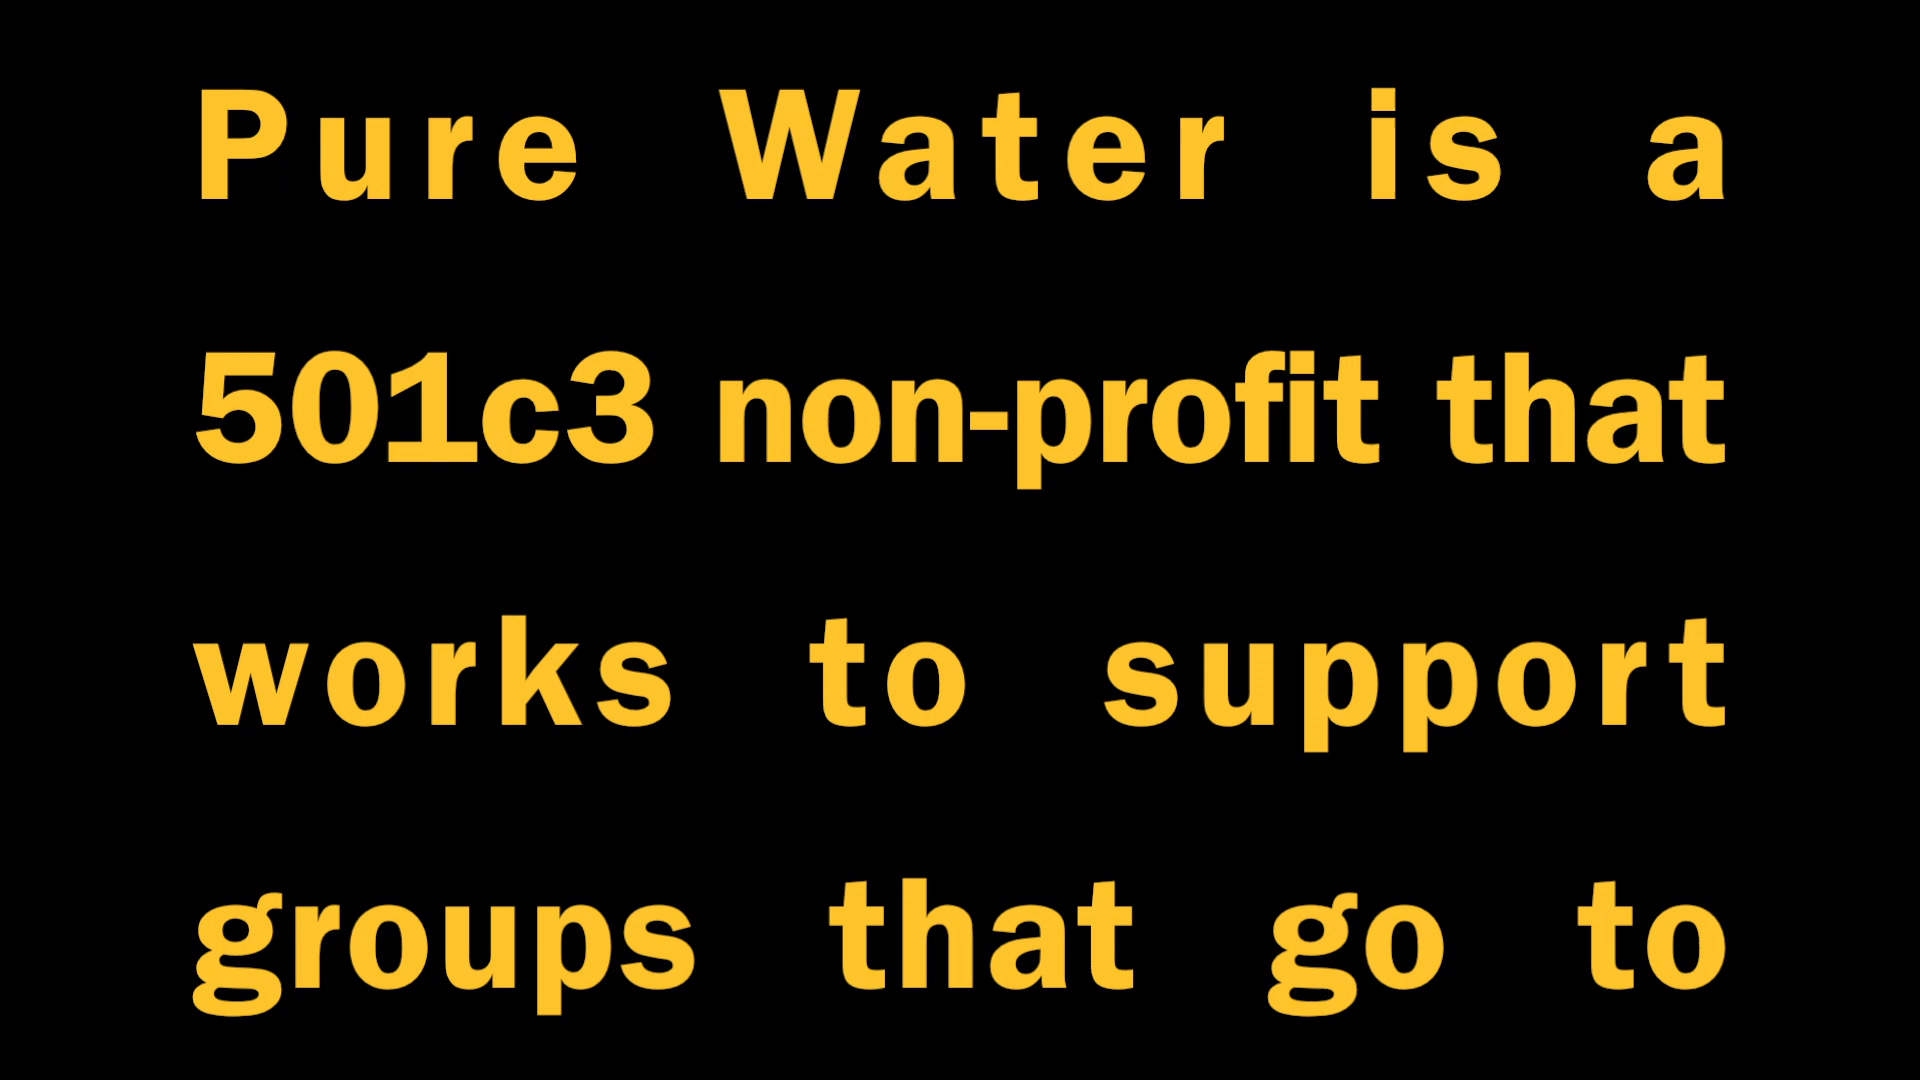 Pure Water is a
501c3 non-profit that
works to support
groups that go to